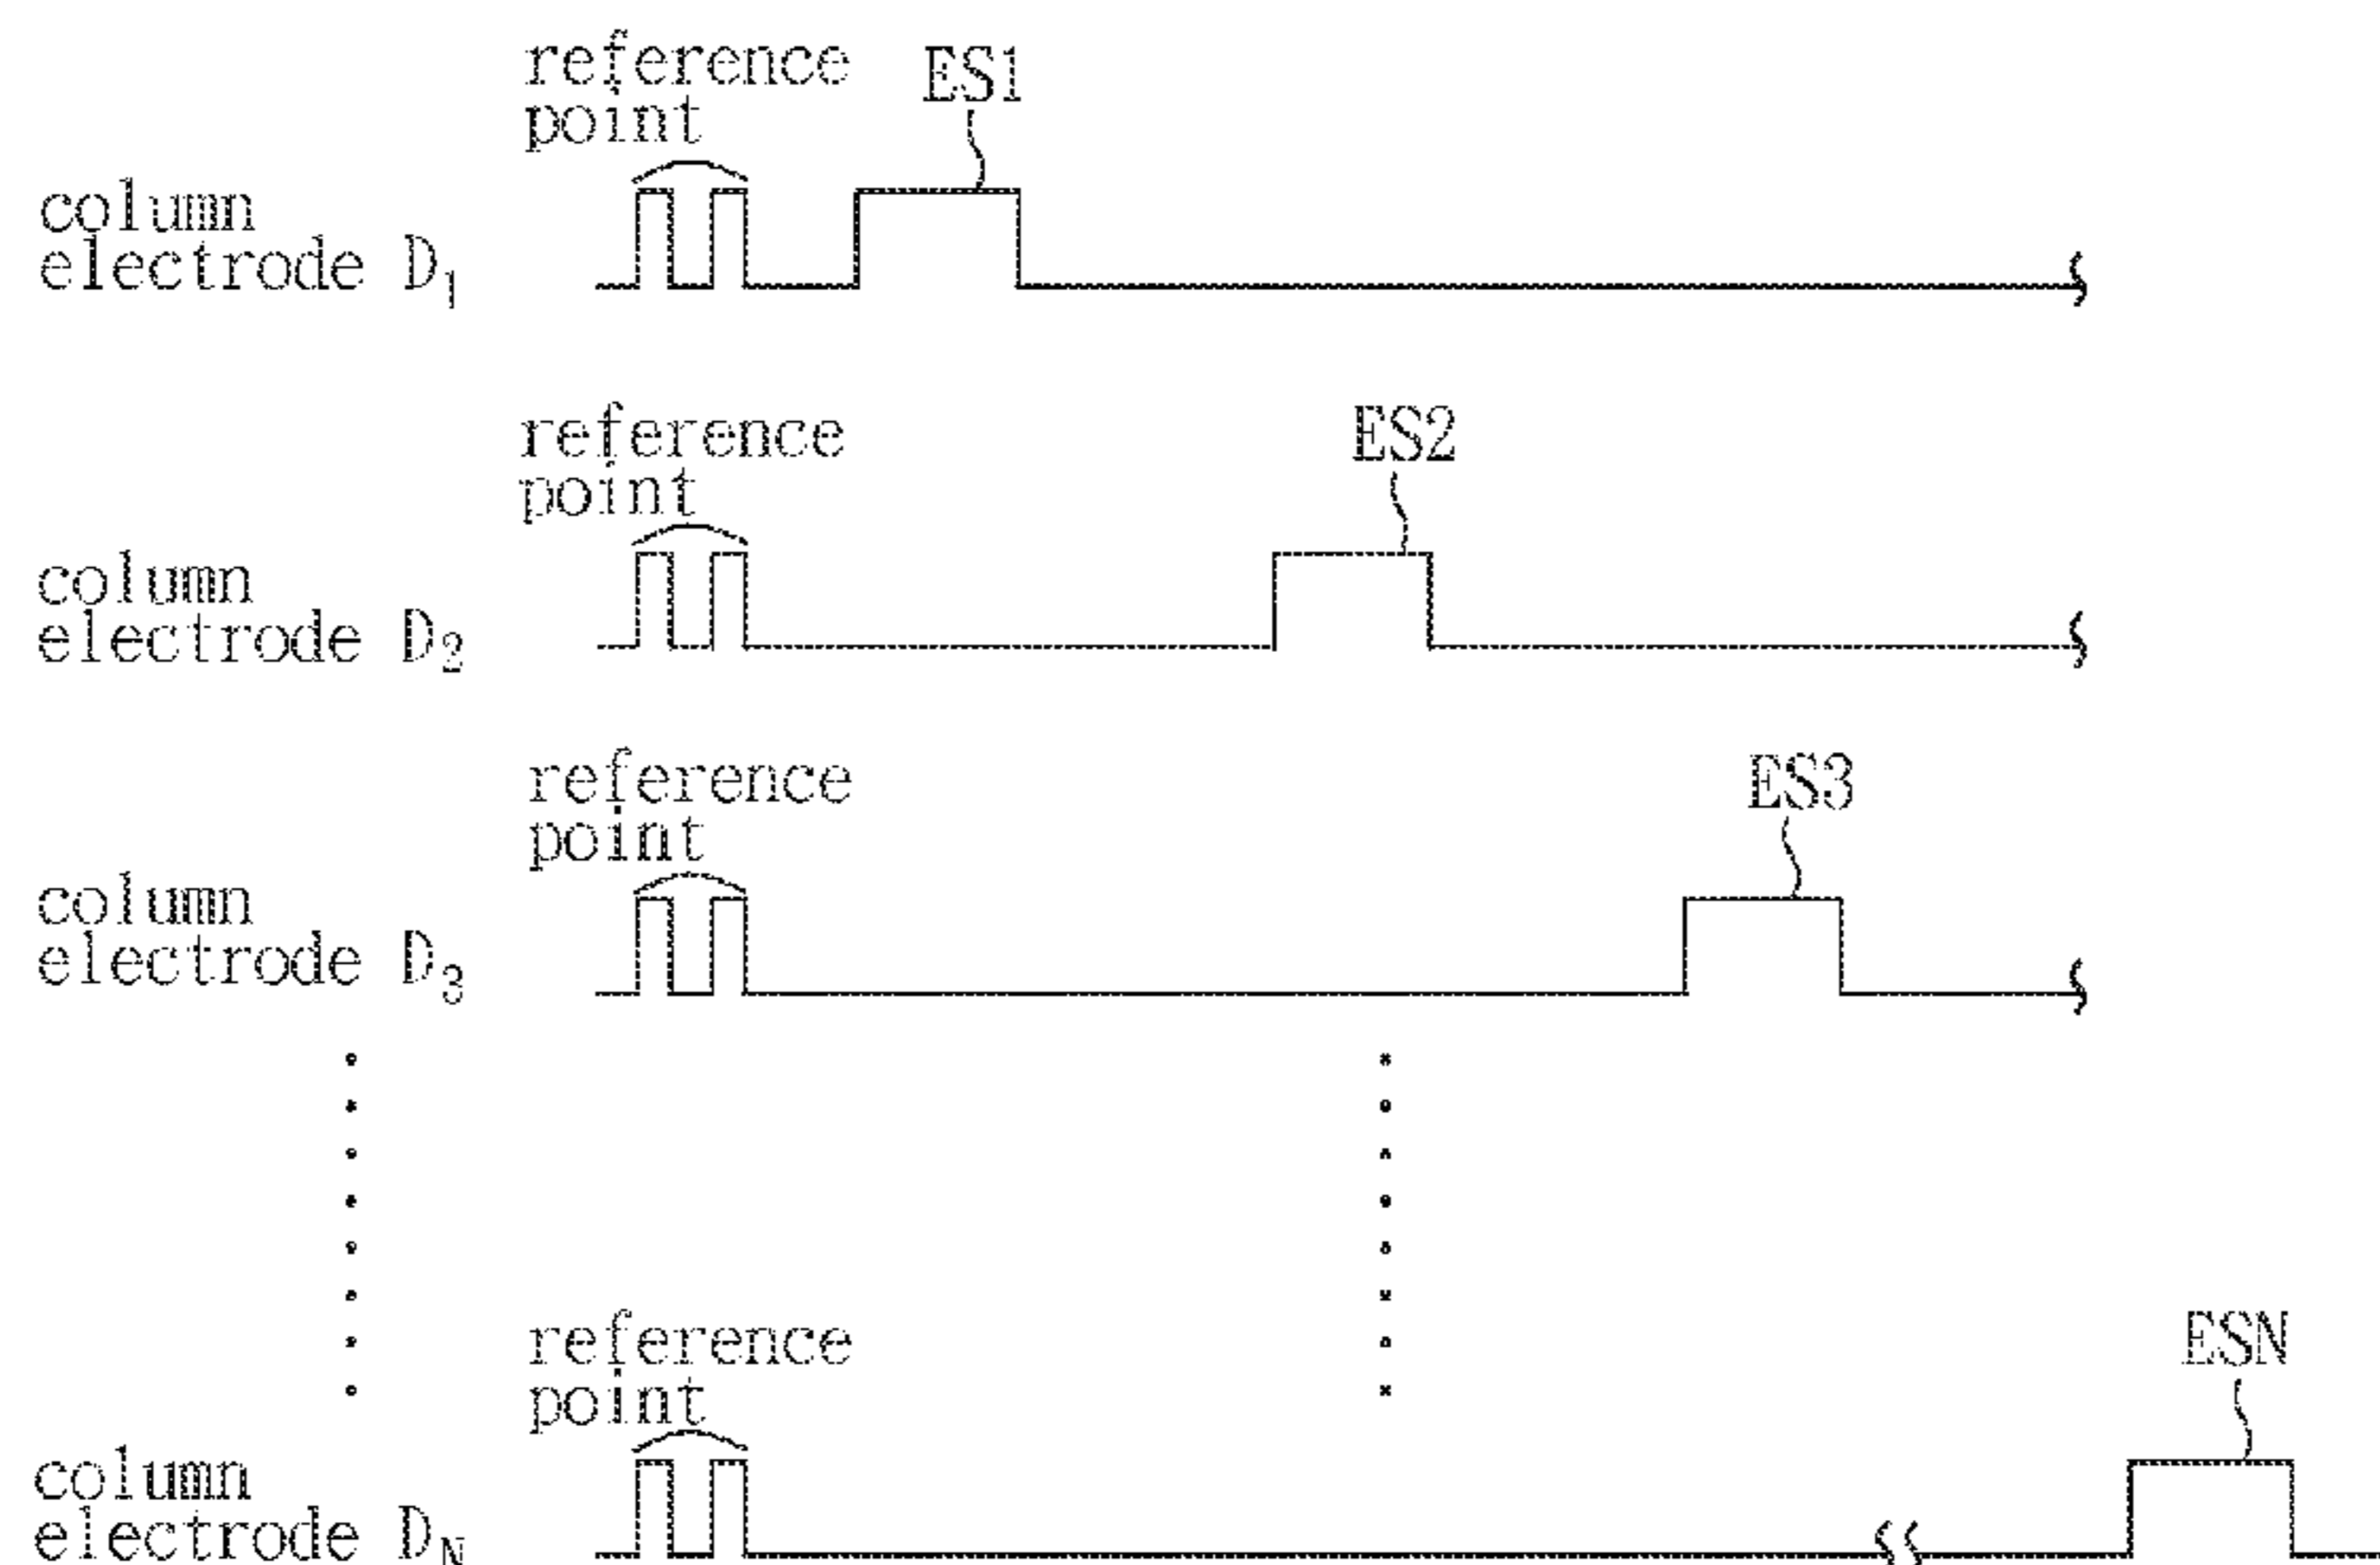 reference
point
ES1
column
electrode D₁
reference
point
ES2
column
electrode D₂
reference
point
ES3
column
electrode D₃
reference
point
ESN
column
electrode D_N